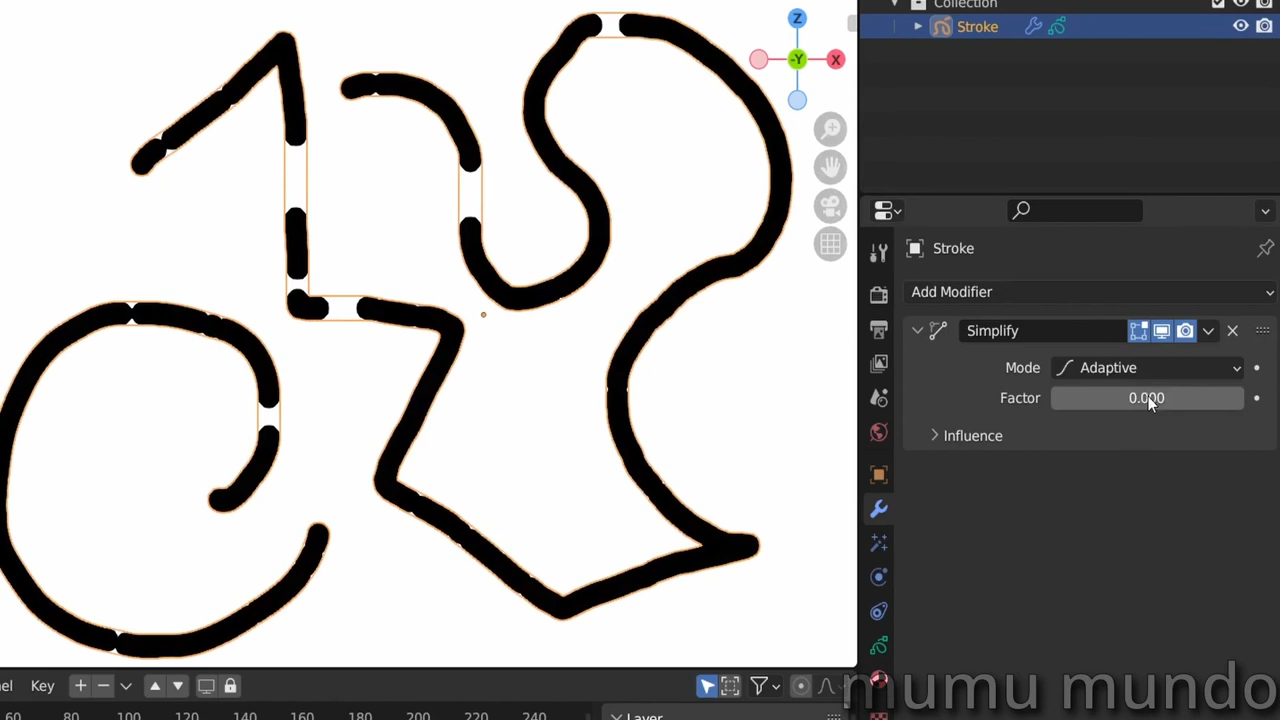 Collection
Stroke
Z
-Y
X
Stroke
Add Modifier
Simplify
Mode
Adaptive
Factor
0.000
Influence
Key
60
80
100
120
140
160
180
200
220
240
Layer
mumu mundo